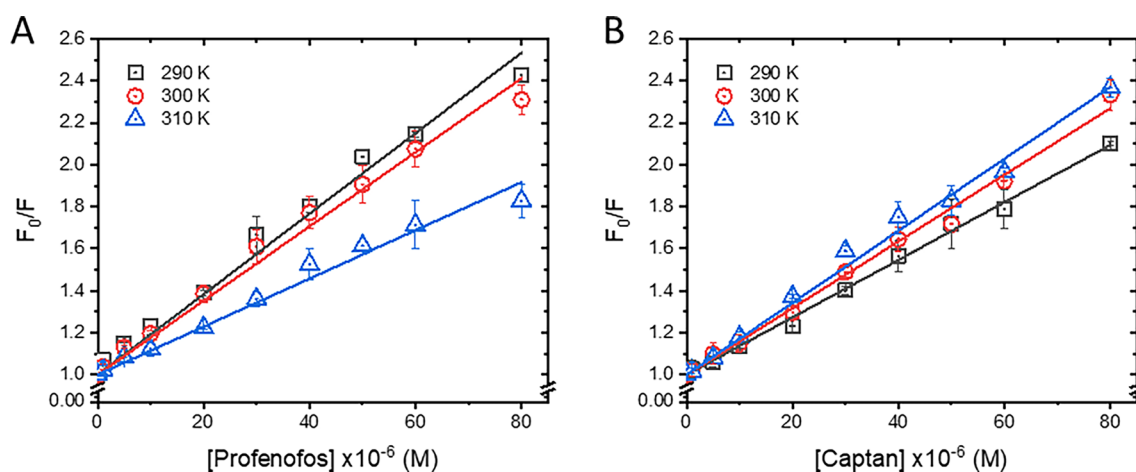 A
B
2.6
2.4
2.2
2.0
1.8
1.6
1.4
1.2
1.0
0.00
F₀/F
290 K
300 K
310 K
0 20 40 60 80
[Profenofos] x10⁻⁶ (M)
2.6
2.4
2.2
2.0
1.8
1.6
1.4
1.2
1.0
0.00
F₀/F
290 K
300 K
310 K
0 20 40 60 80
[Captan] x10⁻⁶ (M)